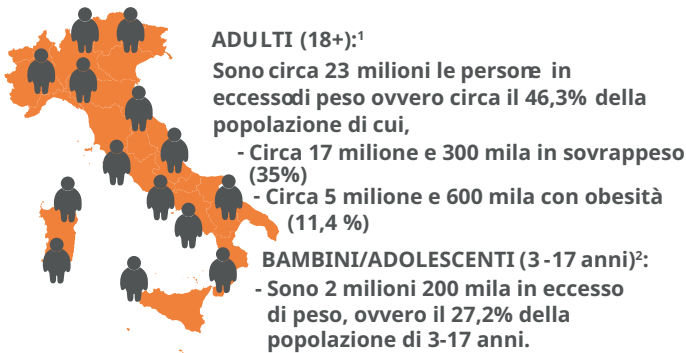 ADULTI (18+):¹
Sono circa 23 milioni le persone in
eccesso di peso ovvero circa il 46,3% della
popolazione di cui,
- Circa 17 milione e 300 mila in sovrappeso
(35%)
- Circa 5 milione e 600 mila con obesità
(11,4 %)
BAMBINI/ADOLESCENTI (3 -17 anni)²:
- Sono 2 milioni 200 mila in eccesso
di peso, ovvero il 27,2% della
popolazione di 3-17 anni.